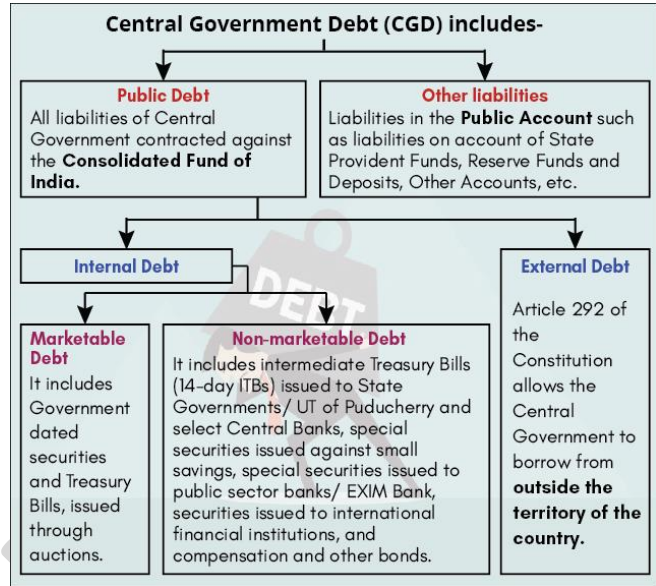 Central Government Debt (CGD) includes-
Public Debt
All liabilities of Central
Government contracted against
the Consolidated Fund of
India.
Other liabilities
Liabilities in the Public Account such
as liabilities on account of State
Provident Funds, Reserve Funds and
Deposits, Other Accounts, etc.
Internal Debt
External Debt
Article 292 of
the
Constitution
allows the
Central
Government to
borrow from
outside the
territory of the
country.
DEBT
Marketable
Debt
It includes
Government
dated
securities
and Treasury
Bills, issued
through
auctions.
Non-marketable Debt
It includes intermediate Treasury Bills
(14-day ITBs) issued to State
Governments/ UT of Puducherry and
select Central Banks, special
securities issued against small
savings, special securities issued to
public sector banks/ EXIM Bank,
securities issued to international
financial institutions, and
compensation and other bonds.